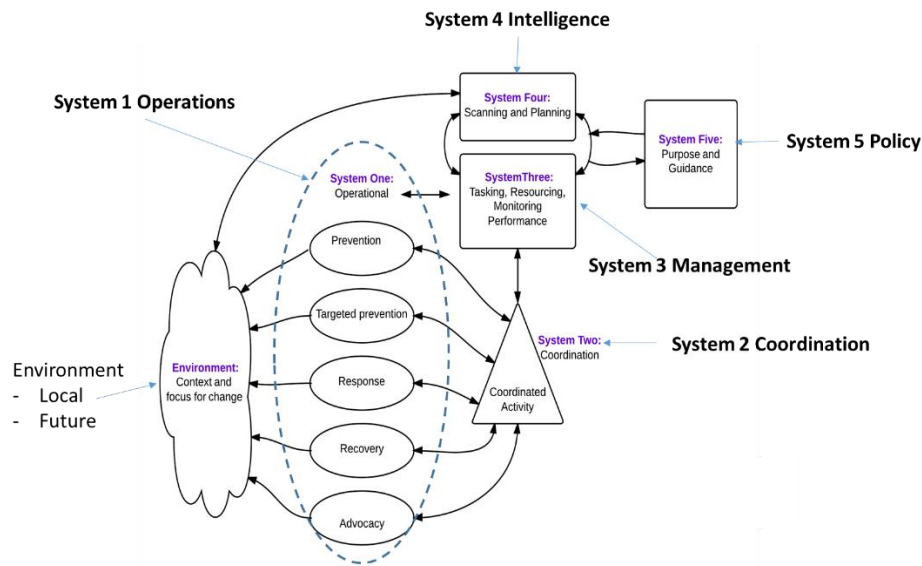 System 4 Intelligence
System 1 Operations
System Four:
Scanning and Planning
System Five:
Purpose and
Guidance
System 5 Policy
System One:
Operational
SystemThree:
Tasking, Resourcing,
Monitoring
Performance
System 3 Management
Prevention
Targeted prevention
System Two:
Coordination
System 2 Coordination
Environment
- Local
- Future
Environment:
Context and
focus for change
Response
Coordinated
Activity
Recovery
Advocacy